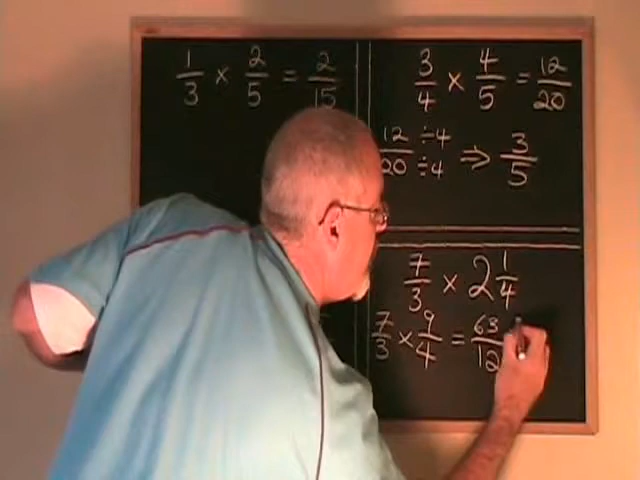 1/3 × 2/5 = 2/15
3/4 × 4/5 = 12/20
12/20 ÷4/÷4 ⇒ 3/5
7/3 × 2 1/4
7/3 × 9/4 = 63/12